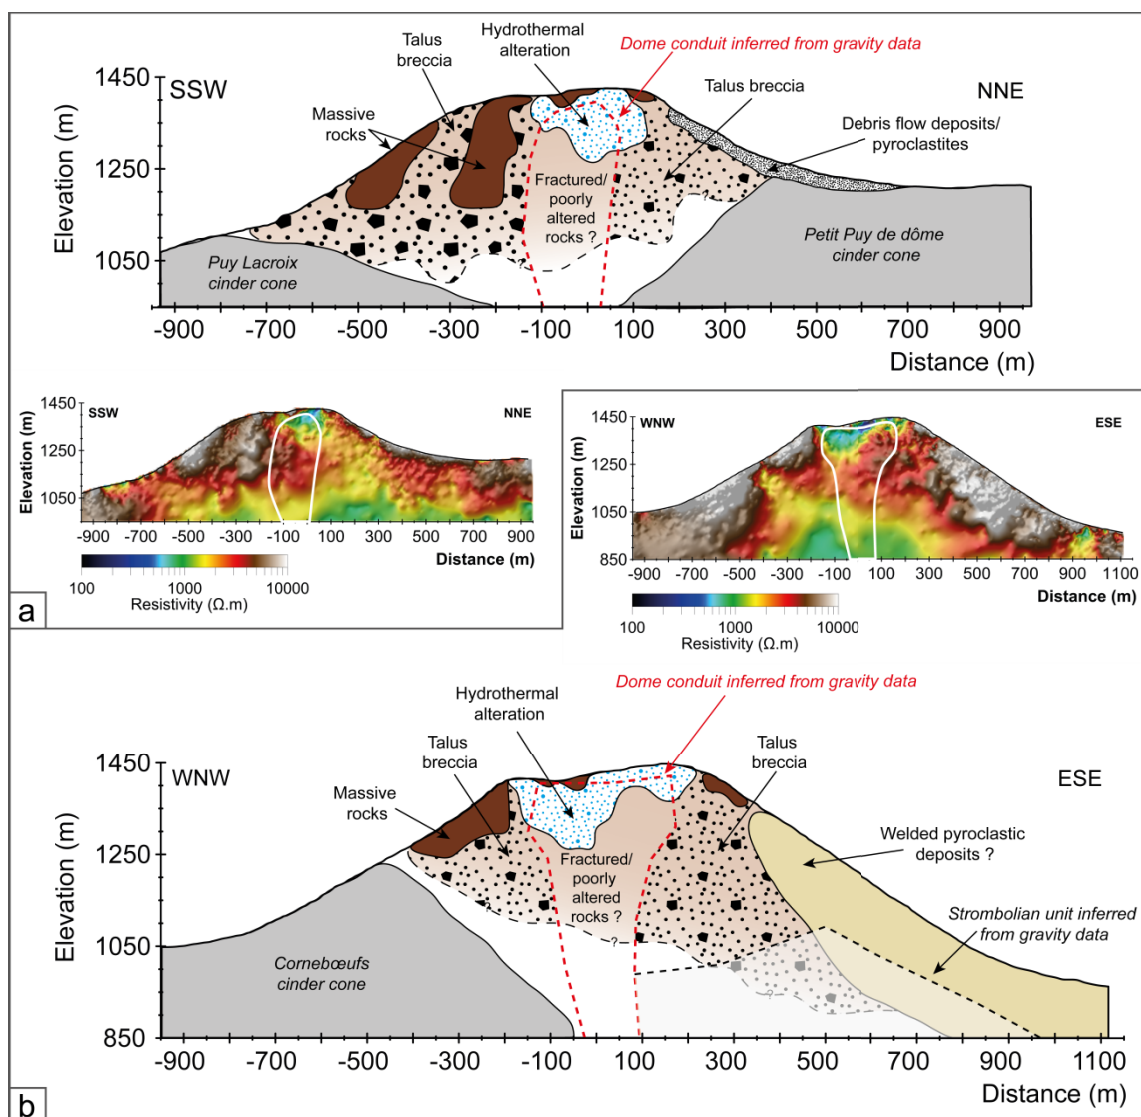 Hydrothermal
alteration
Dome conduit inferred from gravity data
Talus
breccia
1450
SSW
NNE
Talus breccia
Massive
rocks
Debris flow deposits/
pyroclastites
1250
Elevation (m)
Fractured/
poorly
altered
rocks ?
?
1050
Puy Lacroix
cinder cone
?
Petit Puy de dôme
cinder cone
-900 -700 -500 -300 -100 100 300 500 700 900
Distance (m)
1450
SSW
NNE
1250
Elevation (m)
1050
-900 -700 -500 -300 -100 100 300 500 700 900
Distance (m)
100 1000 10000
Resistivity (Ω.m)
a
1450
WNW
ESE
1250
Elevation (m)
1050
850
-900 -700 -500 -300 -100 100 300 500 700 900 1100
Distance (m)
100 1000 10000
Resistivity (Ω.m)
Dome conduit inferred from gravity data
Hydrothermal
alteration
Talus
breccia
Talus
breccia
1450
WNW
ESE
Massive
rocks
Welded pyroclastic
deposits ?
1250
Elevation (m)
Fractured/
poorly
altered
rocks ?
?
?
Strombolian unit inferred
from gravity data
1050
Cornebœufs
cinder cone
?
850
-900 -700 -500 -300 -100 100 300 500 700 900 1100
Distance (m)
b